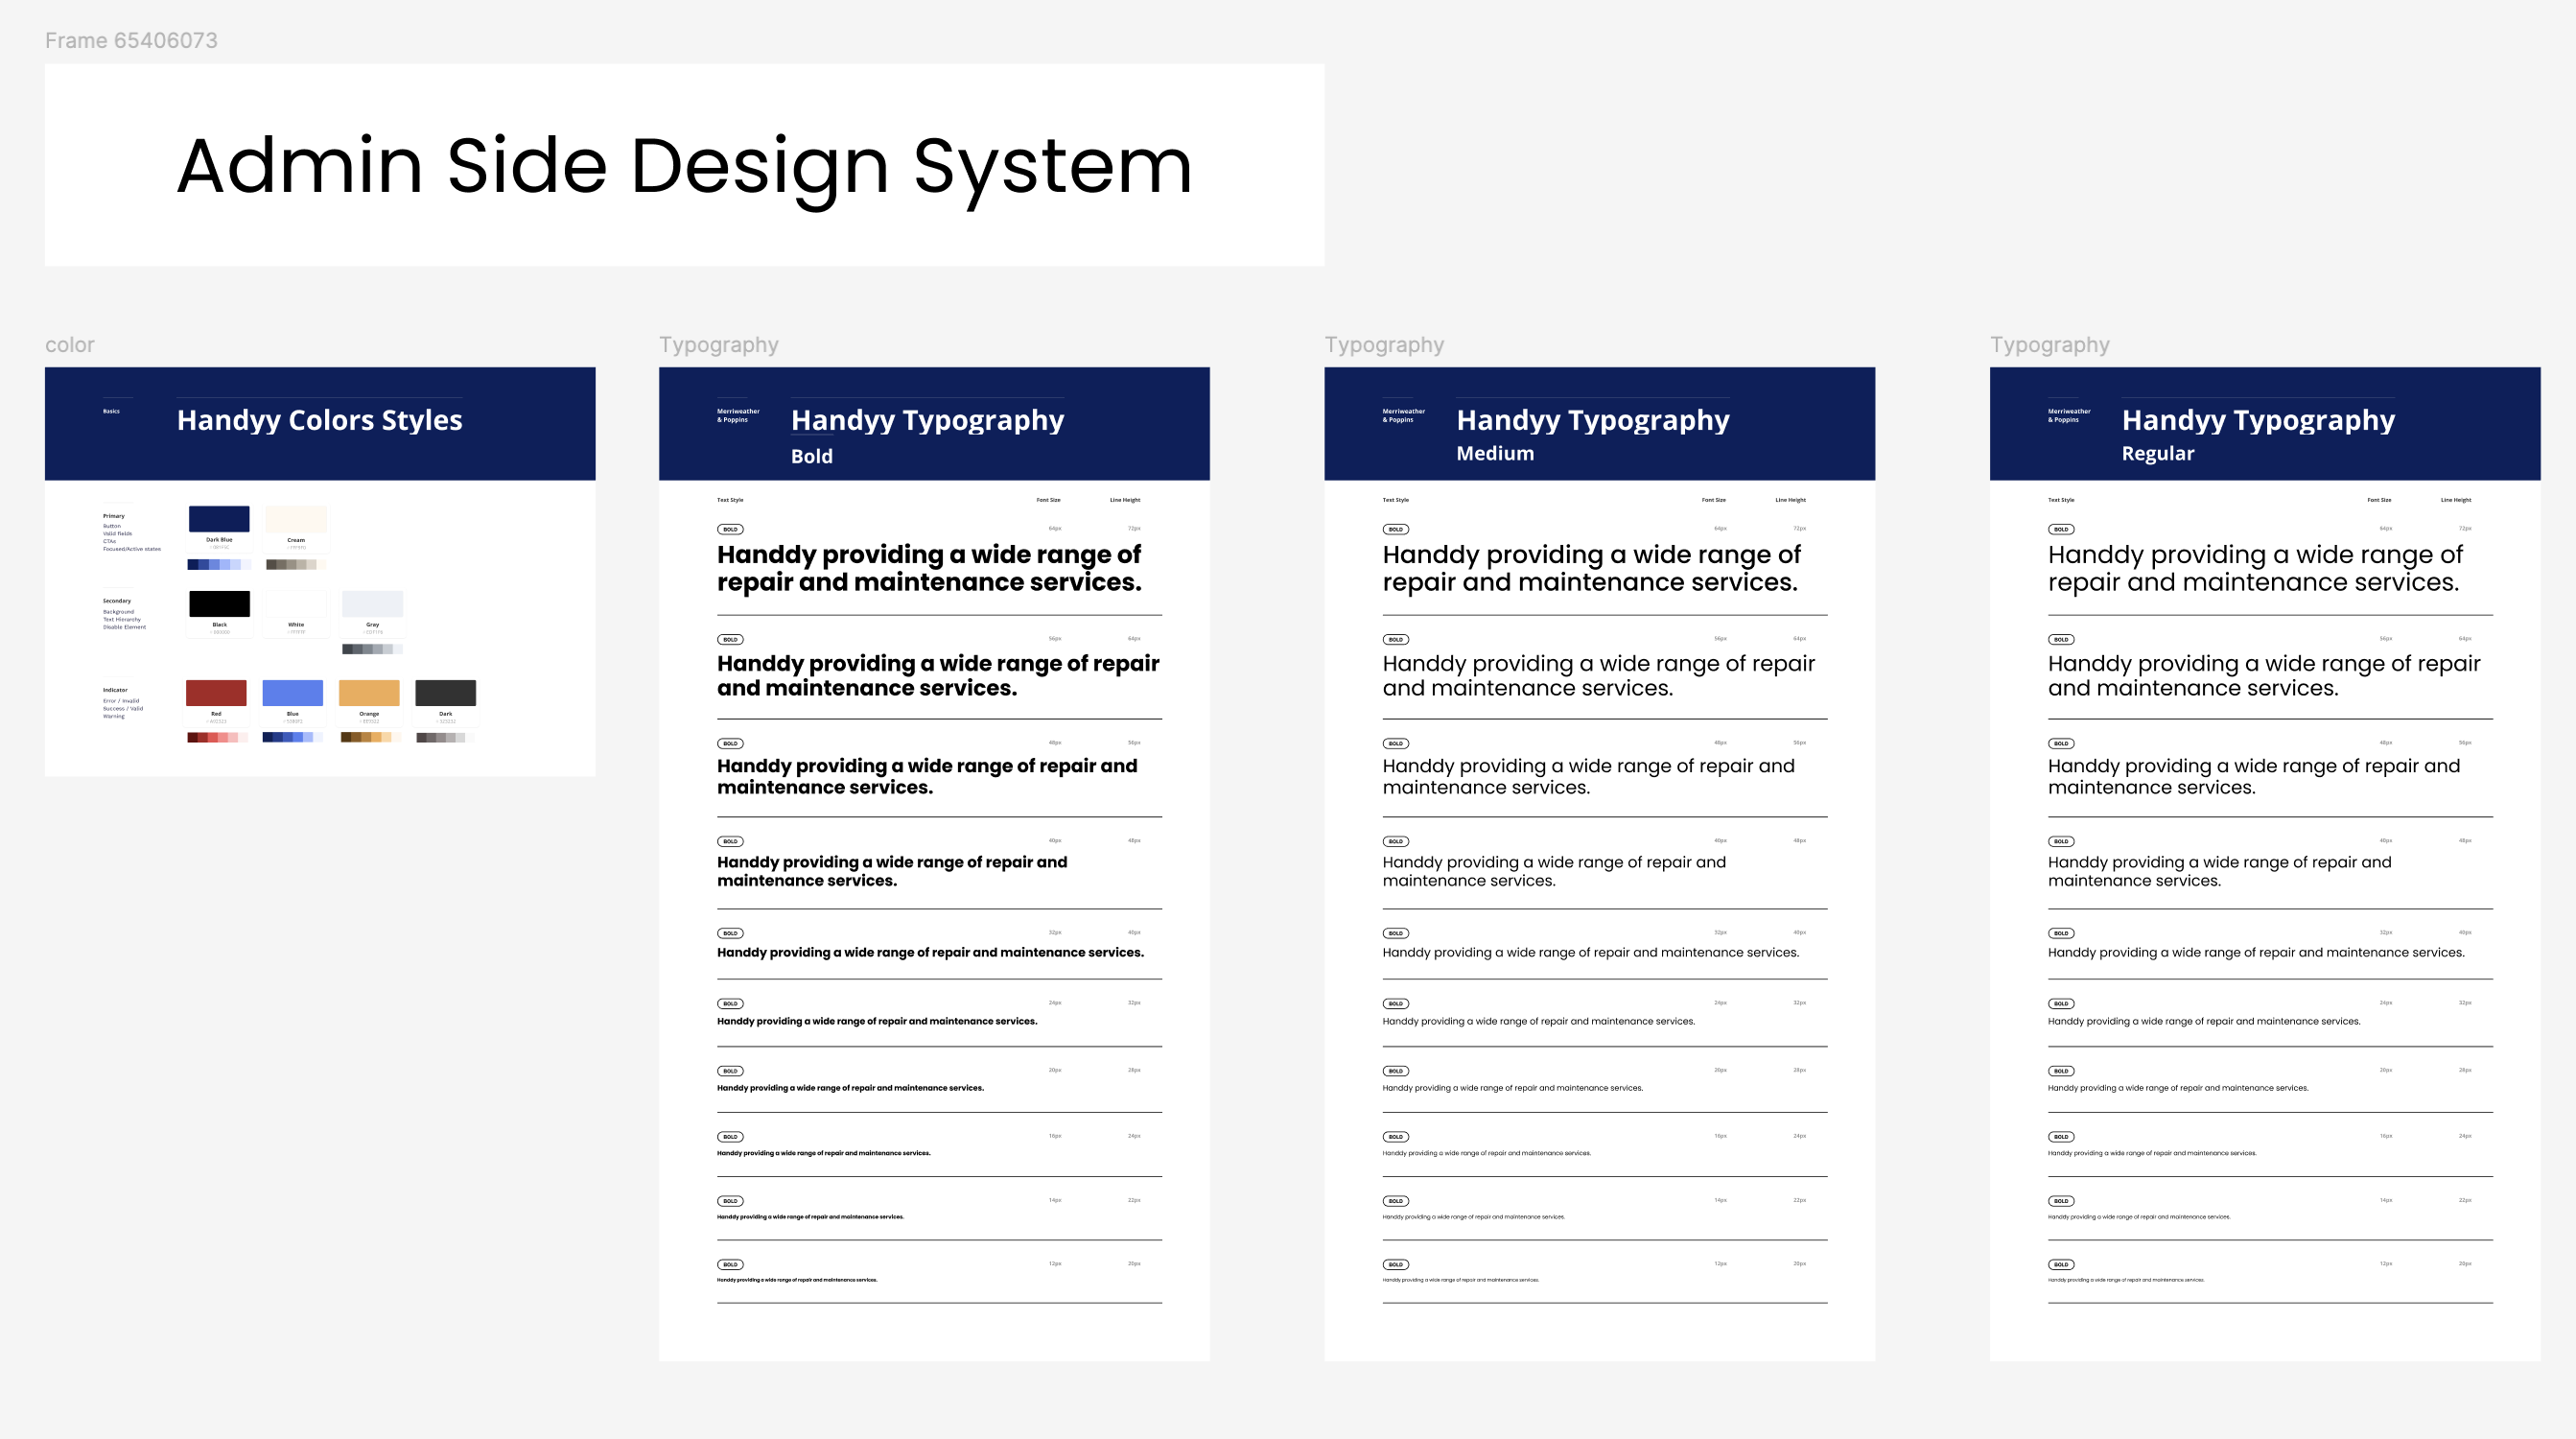 Frame 65406073
Admin Side Design System
color
Basics
Handyy Colors Styles
Primary
Button
Valid fields
CTAs
Focused/Active states
Dark Blue
Cream
Secondary
Background
Text Hierarchy
Disable Element
Black
White
Grey
Indicator
Error / Invalid
Success / Valid
Warning
Red
Blue
Orange
Dark
Typography
Merriweather
& Poppins
Handyy Typography
Bold
Text Style Font Size Line Height
BOLD 64px 72px
Handdy providing a wide range of
repair and maintenance services.
BOLD 56px 64px
Handdy providing a wide range of repair
and maintenance services.
BOLD 48px 56px
Handdy providing a wide range of repair and
maintenance services.
BOLD 40px 48px
Handdy providing a wide range of repair and
maintenance services.
BOLD 32px 40px
Handdy providing a wide range of repair and maintenance services.
BOLD 24px 32px
Handdy providing a wide range of repair and maintenance services.
BOLD 20px 28px
Handdy providing a wide range of repair and maintenance services.
BOLD 16px 24px
Handdy providing a wide range of repair and maintenance services.
BOLD 14px 22px
Handdy providing a wide range of repair and maintenance services.
BOLD 12px 20px
Handdy providing a wide range of repair and maintenance services.
Typography
Merriweather
& Poppins
Handyy Typography
Medium
Text Style Font Size Line Height
BOLD 64px 72px
Handdy providing a wide range of
repair and maintenance services.
BOLD 56px 64px
Handdy providing a wide range of repair
and maintenance services.
BOLD 48px 56px
Handdy providing a wide range of repair and
maintenance services.
BOLD 40px 48px
Handdy providing a wide range of repair and
maintenance services.
BOLD 32px 40px
Handdy providing a wide range of repair and maintenance services.
BOLD 24px 32px
Handdy providing a wide range of repair and maintenance services.
BOLD 20px 28px
Handdy providing a wide range of repair and maintenance services.
BOLD 16px 24px
Handdy providing a wide range of repair and maintenance services.
BOLD 14px 22px
Handdy providing a wide range of repair and maintenance services.
BOLD 12px 20px
Handdy providing a wide range of repair and maintenance services.
Typography
Merriweather
& Poppins
Handyy Typography
Regular
Text Style Font Size Line Height
BOLD 64px 72px
Handdy providing a wide range of
repair and maintenance services.
BOLD 56px 64px
Handdy providing a wide range of repair
and maintenance services.
BOLD 48px 56px
Handdy providing a wide range of repair and
maintenance services.
BOLD 40px 48px
Handdy providing a wide range of repair and
maintenance services.
BOLD 32px 40px
Handdy providing a wide range of repair and maintenance services.
BOLD 24px 32px
Handdy providing a wide range of repair and maintenance services.
BOLD 20px 28px
Handdy providing a wide range of repair and maintenance services.
BOLD 16px 24px
Handdy providing a wide range of repair and maintenance services.
BOLD 14px 22px
Handdy providing a wide range of repair and maintenance services.
BOLD 12px 20px
Handdy providing a wide range of repair and maintenance services.